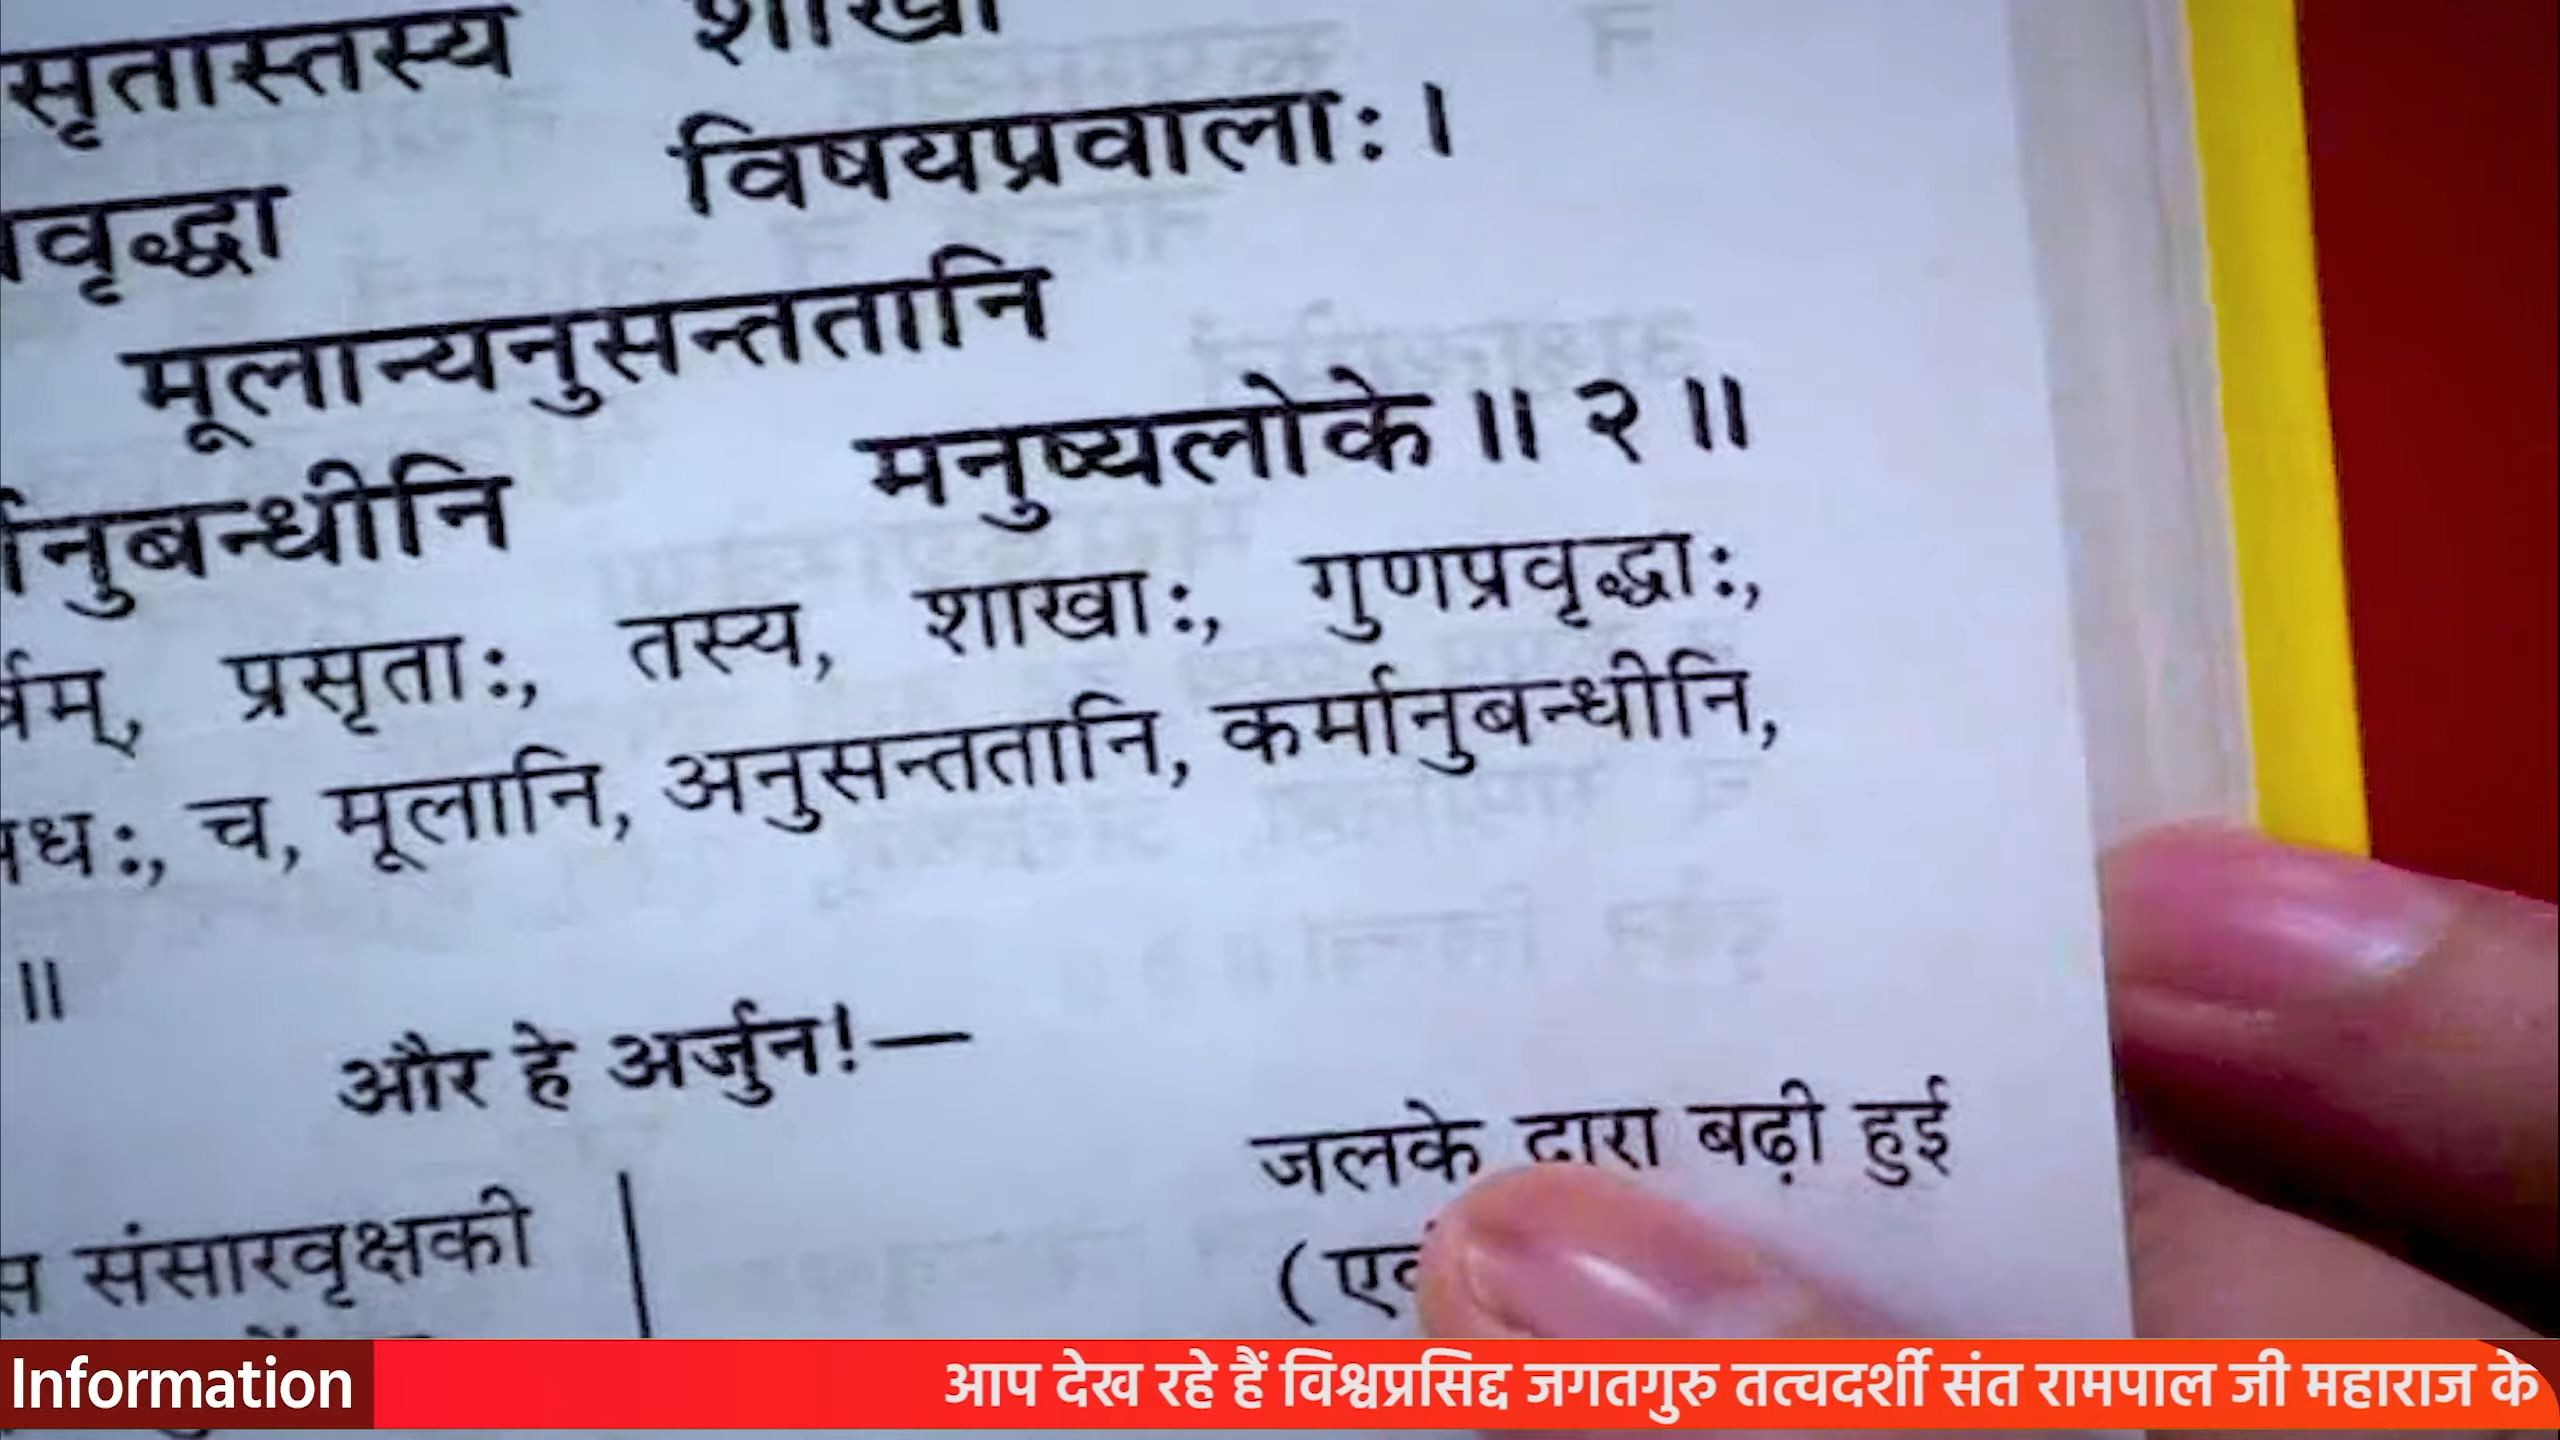 सृतास्तस्य शाखा
वृद्धा विषयप्रवालाः।
मूलान्यनुसन्ततानि
नुबन्धीनि मनुष्यलोके ॥ २ ॥
र्ध्वम्, प्रसृताः, तस्य, शाखाः, गुणप्रवृद्धाः,
धः, च, मूलानि, अनुसन्ततानि, कर्मानुबन्धीनि,
॥
और हे अर्जुन!—
जलके द्वारा बढ़ी हुई
स संसारवृक्षकी
Information आप देख रहे हैं विश्वप्रसिद्द जगतगुरु तत्वदर्शी संत रामपाल जी महाराज के